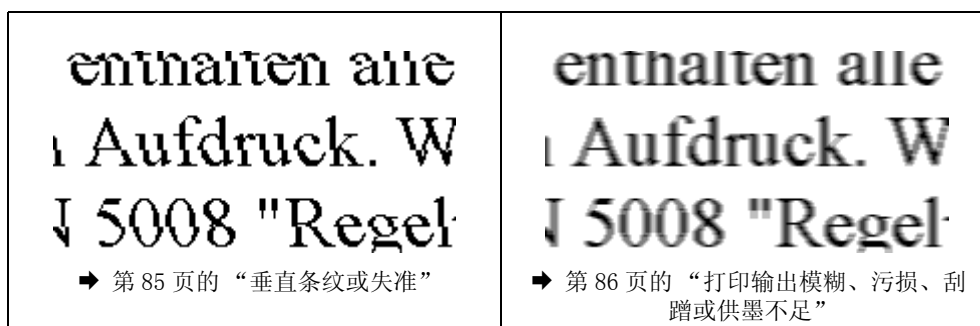 enthalten alle
Aufdruck. W
5008 "Regel
➡ 第 85 页的 “垂直条纹或失准”
enthalten alle
Aufdruck. W
5008 "Regel
➡ 第 86 页的 “打印输出模糊、污损、刮
蹭或供墨不足”